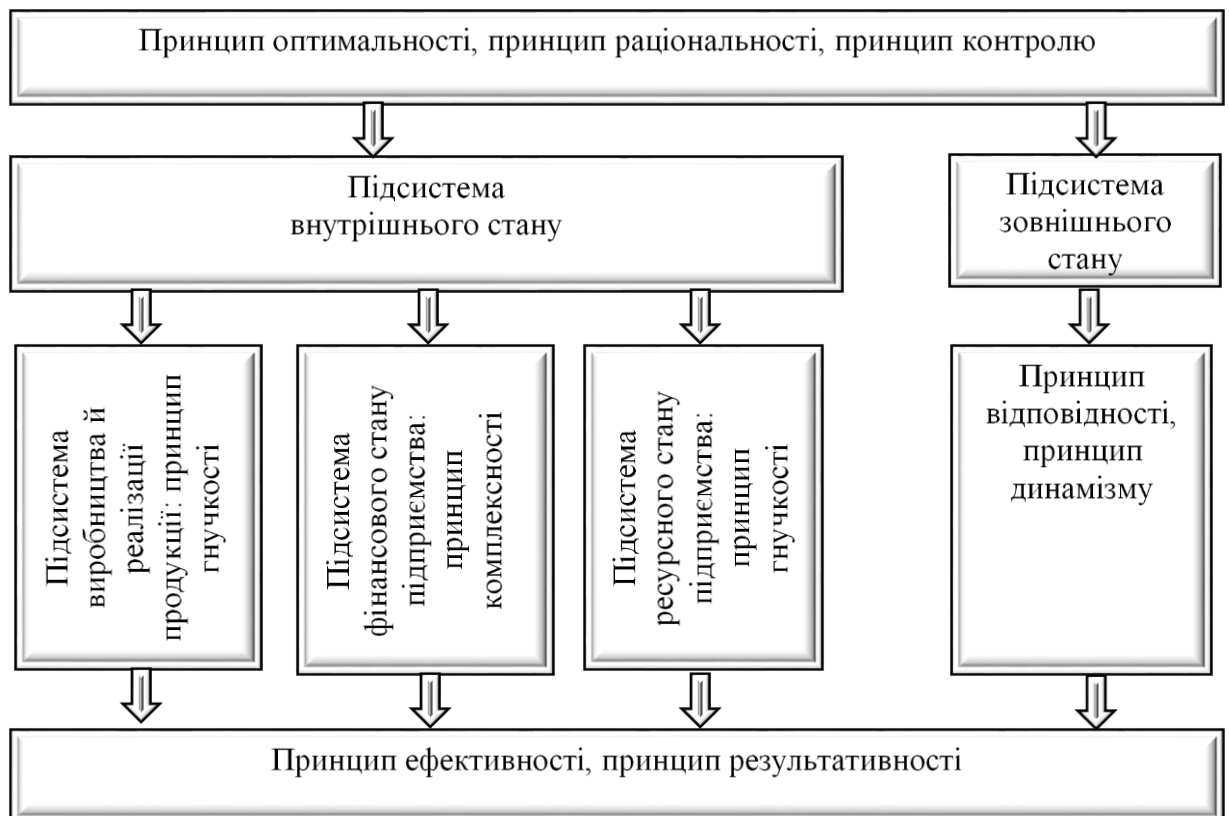 Принцип оптимальності, принцип раціональності, принцип контролю
Підсистема
внутрішнього стану
Підсистема
зовнішнього
стану
Підсистема
виробництва й
реалізації
продукції: принцип
гнучкості
Підсистема
фінансового стану
підприємства:
принцип
комплексності
Підсистема
ресурсного стану
підприємства:
принцип
гнучкості
Принцип
відповідності,
принцип
динамізму
Принцип ефективності, принцип результативності